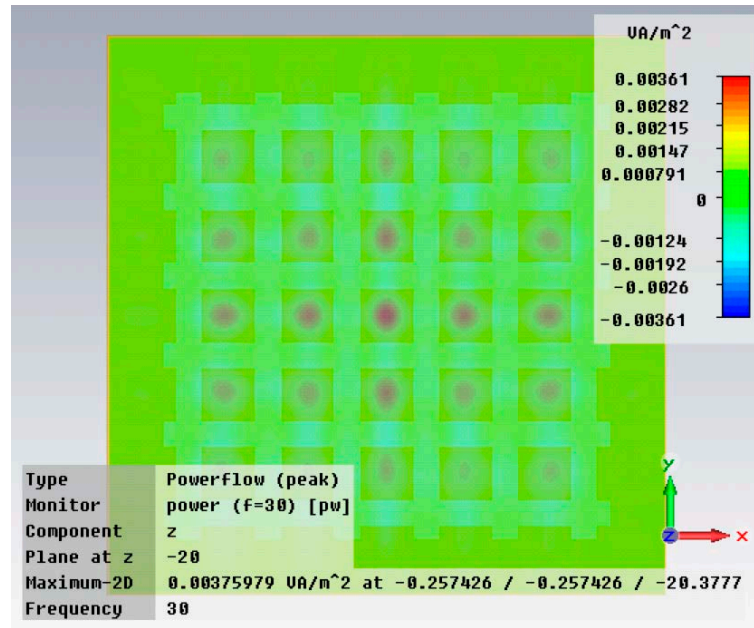 VA/m^2
0.00361
0.00282
0.00215
0.00147
0.000791
0
-0.00124
-0.00192
-0.0026
-0.00361
y
z x
Type Powerflow (peak)
Monitor power (f=30) [pw]
Component z
Plane at z -20
Maximum-2D 0.00375979 VA/m^2 at -0.257426 / -0.257426 / -20.3777
Frequency 30